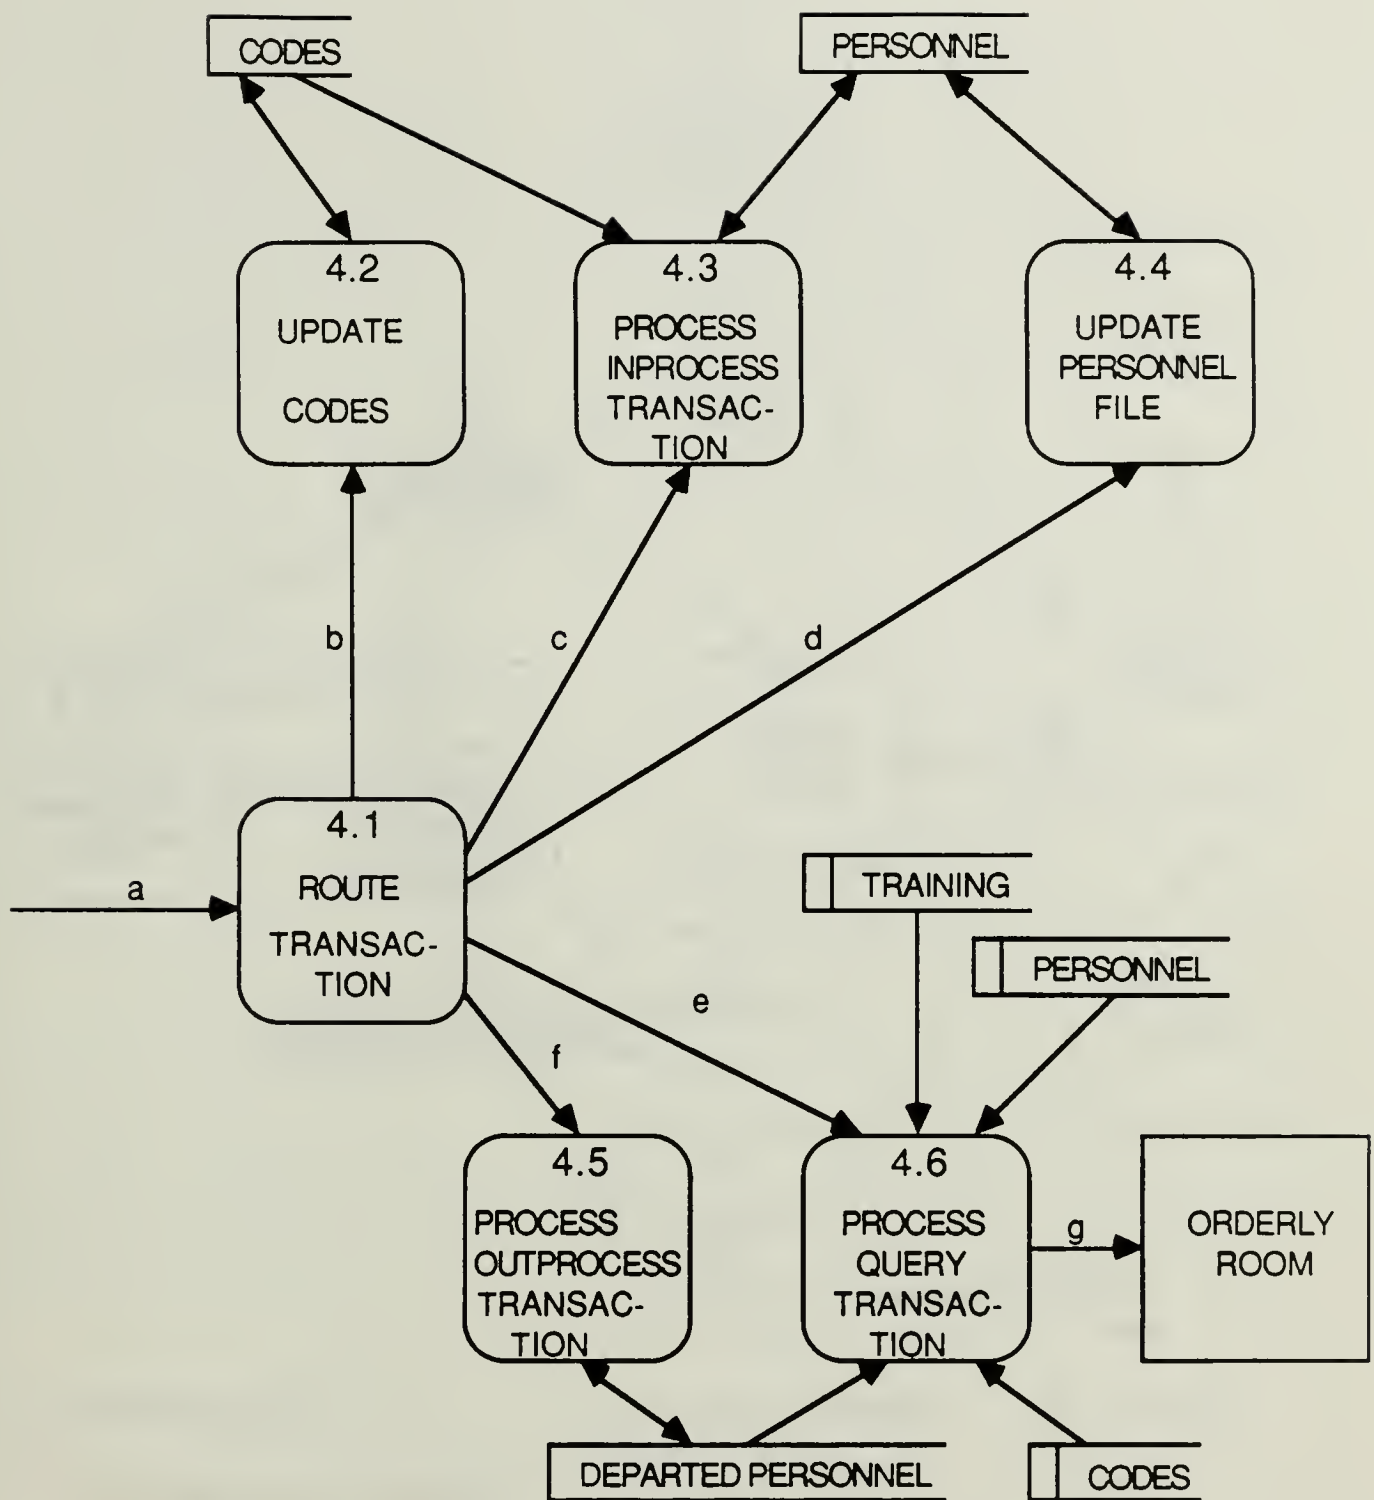 CODES
PERSONNEL
4.2
UPDATE
CODES
4.3
PROCESS
INPROCESS
TRANSAC-
TION
4.4
UPDATE
PERSONNEL
FILE
b
c
d
4.1
ROUTE
TRANSAC-
TION
a
TRAINING
PERSONNEL
e
f
4.5
PROCESS
OUTPROCESS
TRANSAC-
TION
4.6
PROCESS
QUERY
TRANSAC-
TION
g
ORDERLY
ROOM
DEPARTED PERSONNEL
CODES